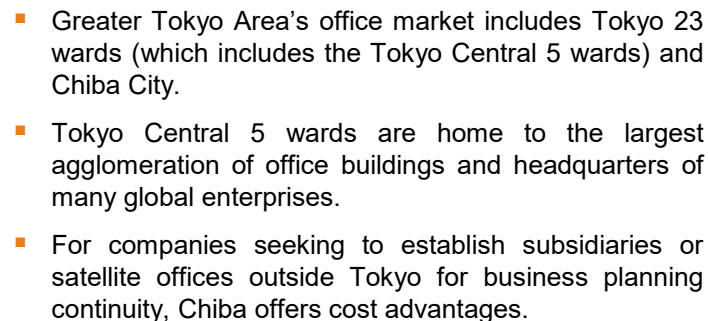 ▪ Greater Tokyo Area’s office market includes Tokyo 23
wards (which includes the Tokyo Central 5 wards) and
Chiba City.
▪ Tokyo Central 5 wards are home to the largest
agglomeration of office buildings and headquarters of
many global enterprises.
▪ For companies seeking to establish subsidiaries or
satellite offices outside Tokyo for business planning
continuity, Chiba offers cost advantages.